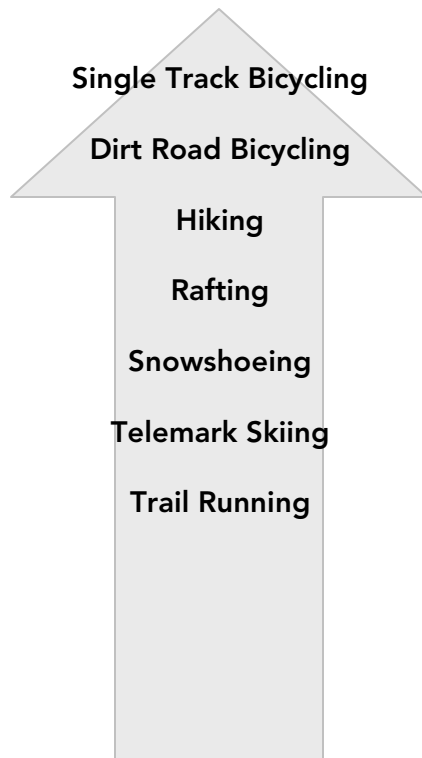 Single Track Bicycling
Dirt Road Bicycling
Hiking
Rafting
Snowshoeing
Telemark Skiing
Trail Running